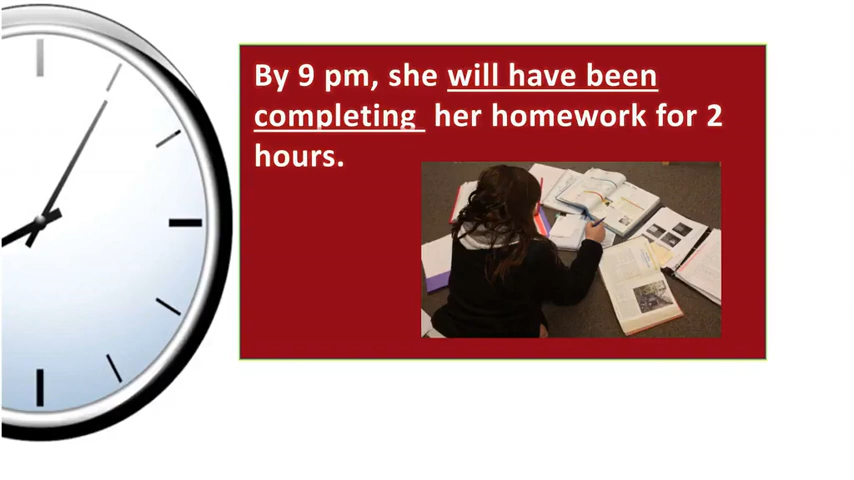 By 9 pm, she will have been
completing her homework for 2
hours.